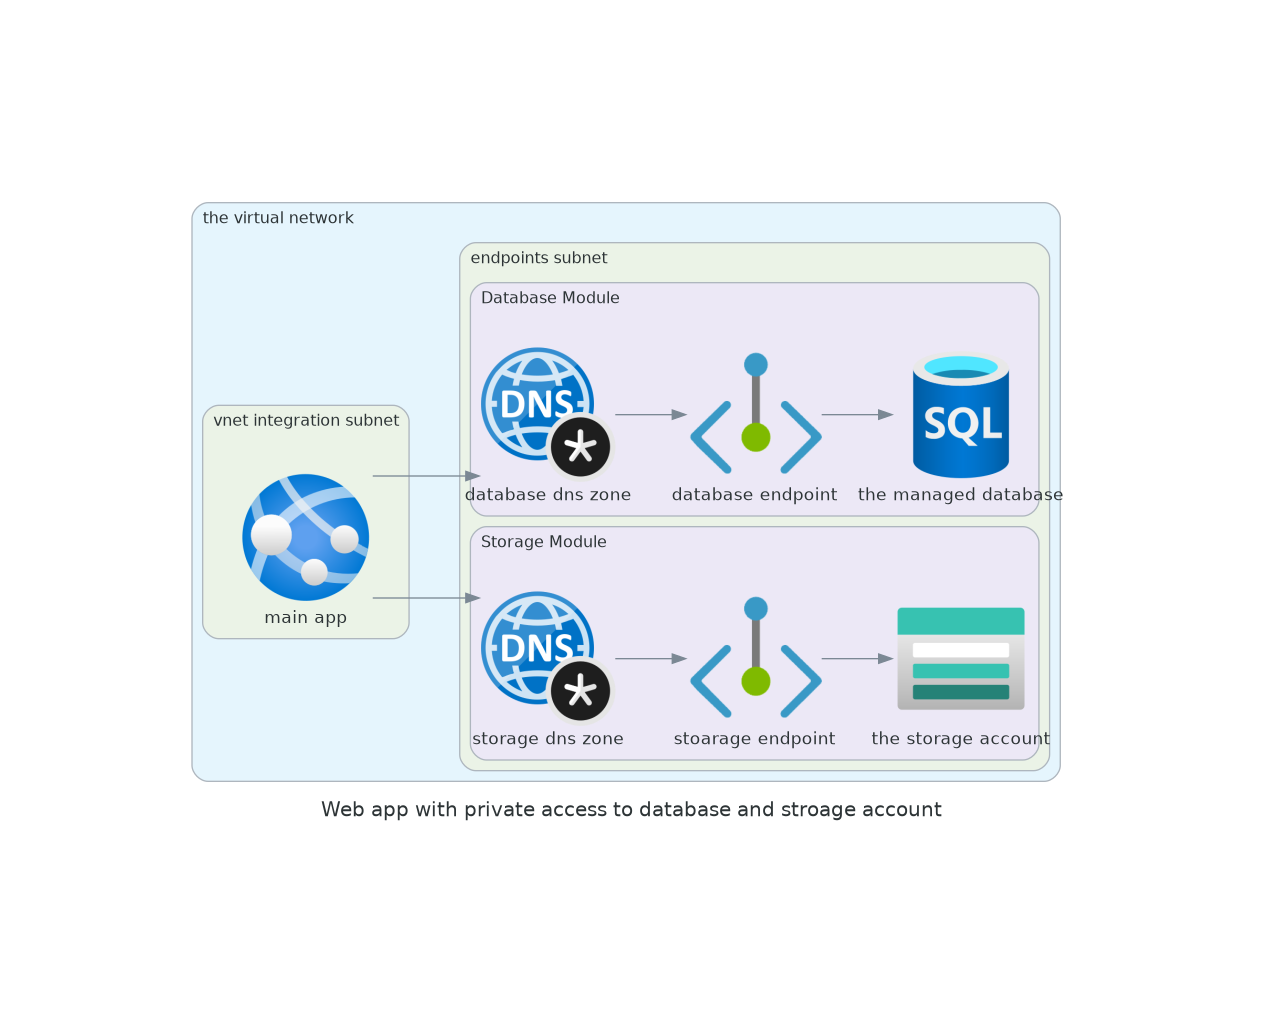 the virtual network
endpoints subnet
Database Module
DNS
SQL
database dns zone
database endpoint
the managed database
vnet integration subnet
main app
Storage Module
DNS
storage dns zone
stoarage endpoint
the storage account
Web app with private access to database and stroage account